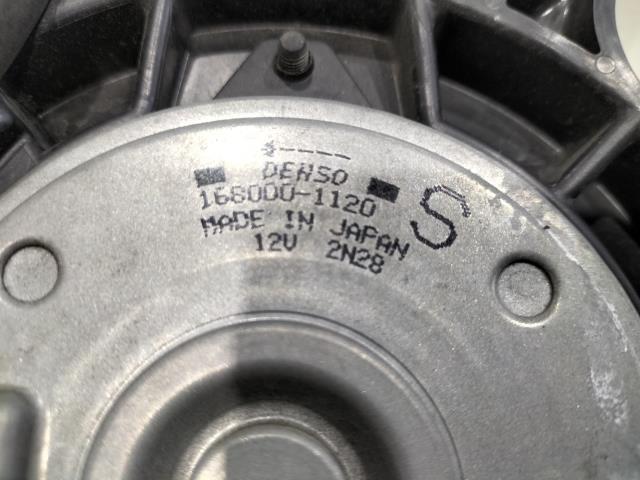 DENSO
168000-1120
MADE IN JAPAN
12V 2N28
S